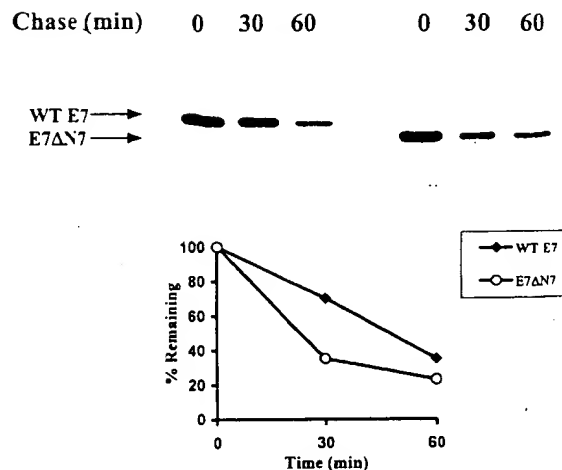 Chase (min) 0 30 60 0 30 60
WT E7
E7ΔN7
100
80
60
40
20
0
% Remaining
0 30 60
Time (min)
WT E7
E7ΔN7